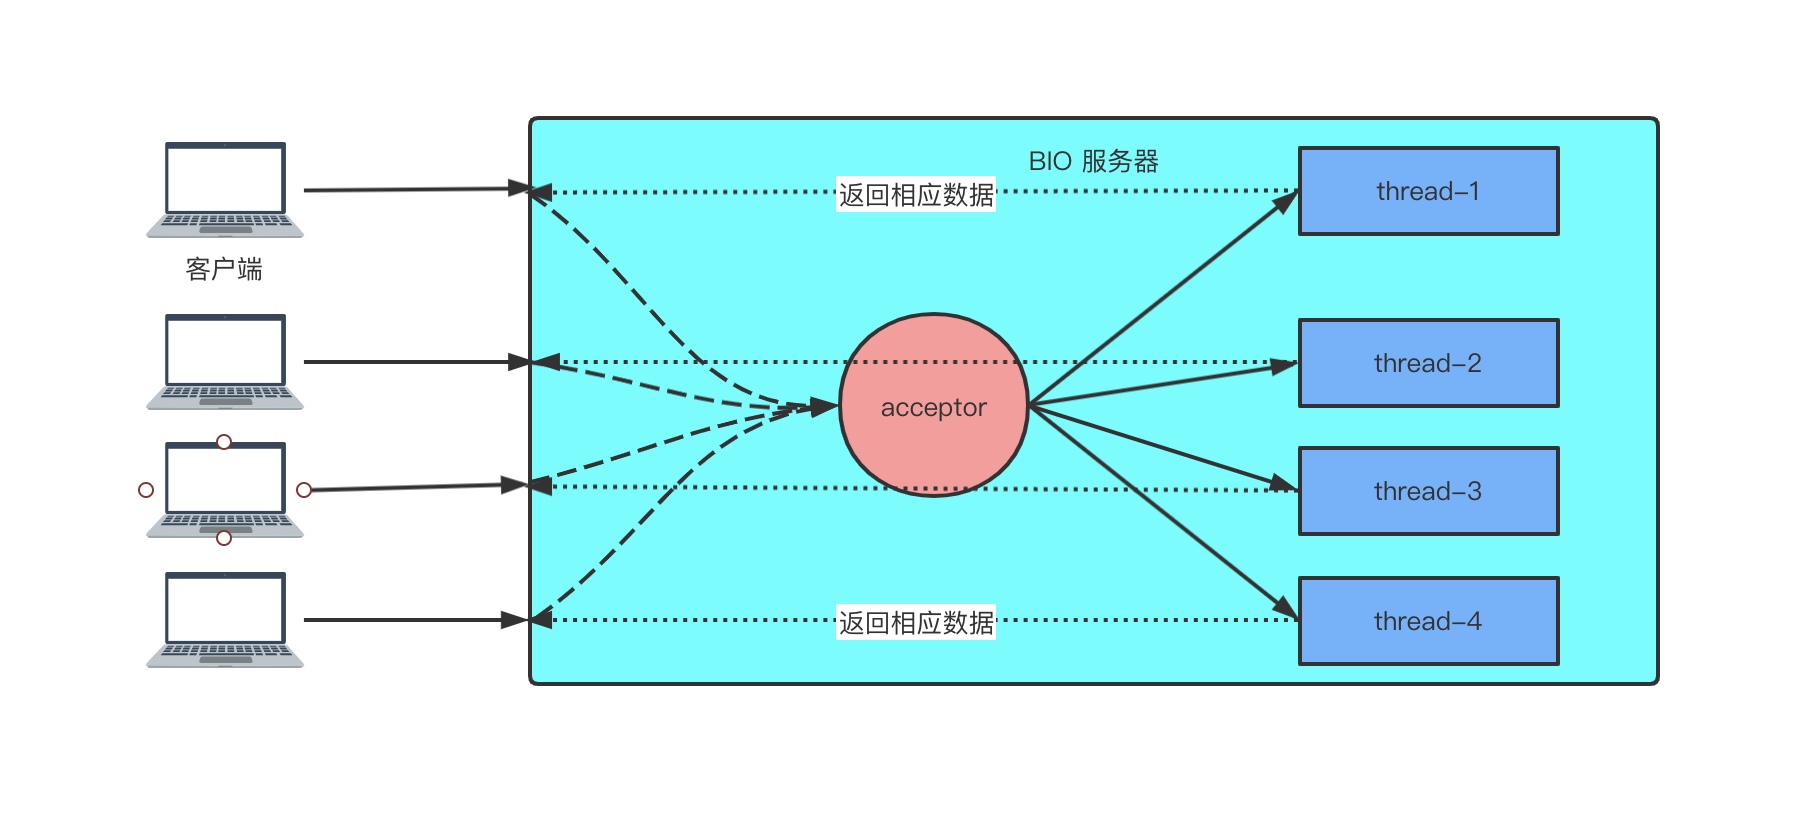 BIO 服务器
返回相应数据
thread-1
客户端
thread-2
acceptor
thread-3
返回相应数据
thread-4